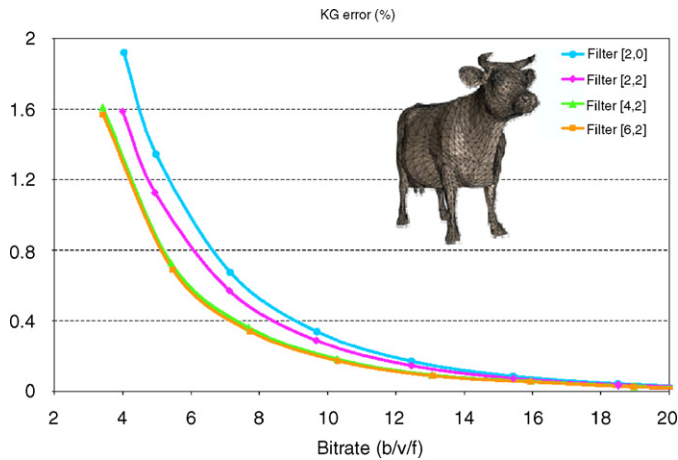 KG error (%)
2
1.6
1.2
0.8
0.4
0
2 4 6 8 10 12 14 16 18 20
Bitrate (b/v/f)
Filter [2,0]
Filter [2,2]
Filter [4,2]
Filter [6,2]